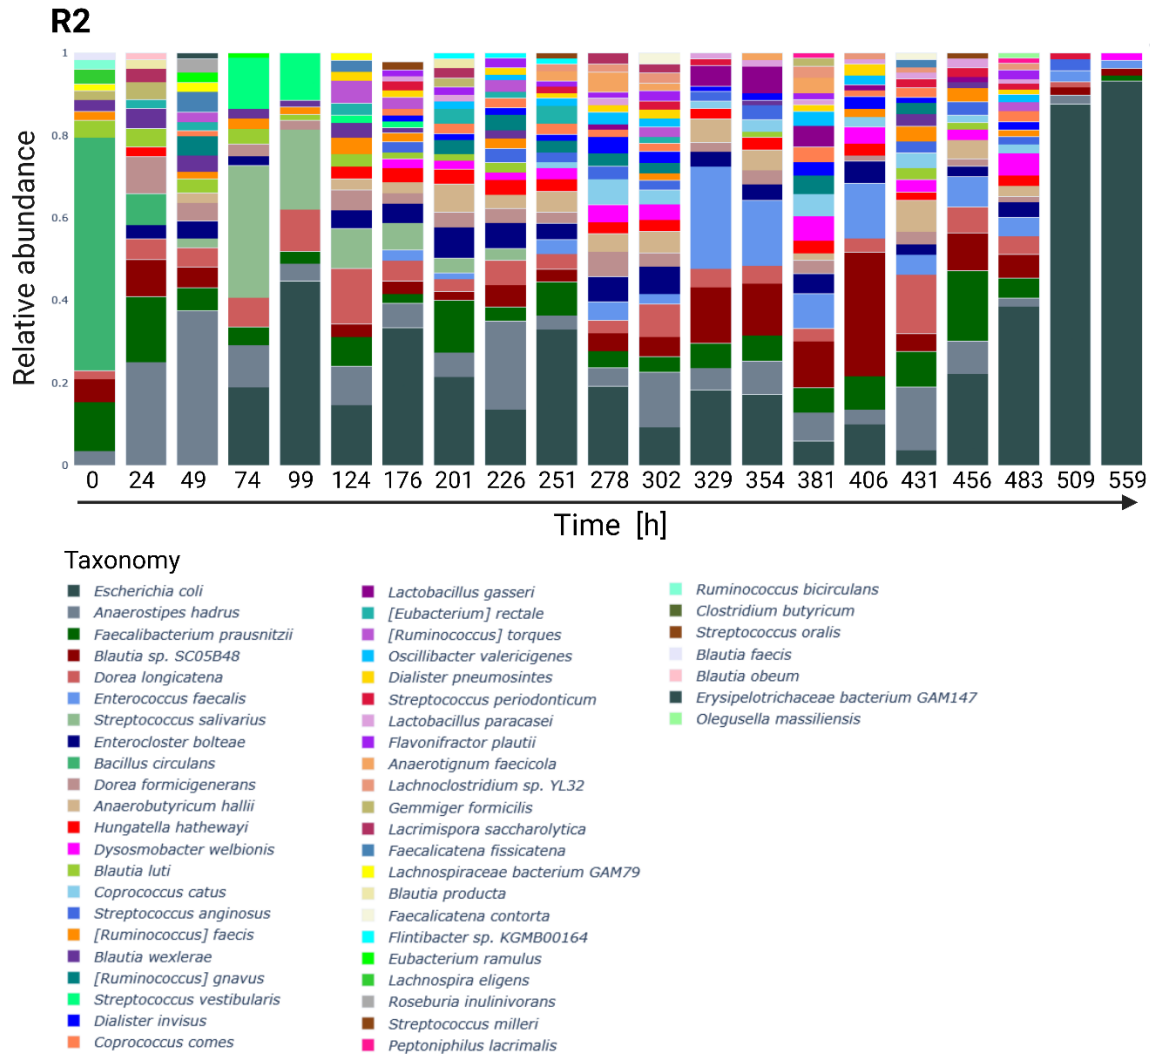 R2
Relative abundance
1
0.8
0.6
0.4
0.2
0
0 24 49 74 99 124 176 201 226 251 278 302 329 354 381 406 431 456 483 509 559
Time [h]
Taxonomy
Escherichia coli
Anaerostipes hadrus
Faecalibacterium prausnitzii
Blautia sp. SC05B48
Dorea longicatena
Enterococcus faecalis
Streptococcus salivarius
Enterocloster bolteae
Bacillus circulans
Dorea formicigenerans
Anaerobutyricum hallii
Hungatella hathewayi
Dysosmobacter welbionis
Blautia luti
Coprococcus catus
Streptococcus anginosus
[Ruminococcus] faecis
Blautia wexlerae
[Ruminococcus] gnavus
Streptococcus vestibularis
Dialister invisus
Coprococcus comes
Lactobacillus gasseri
[Eubacterium] rectale
[Ruminococcus] torques
Oscillibacter valericigenes
Dialister pneumosintes
Streptococcus periodonticum
Lactobacillus paracasei
Flavonifractor plautii
Anaerotignum faecicola
Lachnoclostridium sp. YL32
Gemmiger formicilis
Lacrimispora saccharolytica
Faecalicatena fissicatena
Lachnospiraceae bacterium GAM79
Blautia producta
Faecalicatena contorta
Flintibacter sp. KGMB00164
Eubacterium ramulus
Lachnospira eligens
Roseburia inulinivorans
Streptococcus milleri
Peptoniphilus lacrimalis
Ruminococcus bicirculans
Clostridium butyricum
Streptococcus oralis
Blautia faecis
Blautia obeum
Erysipelotrichaceae bacterium GAM147
Olegusella massiliensis